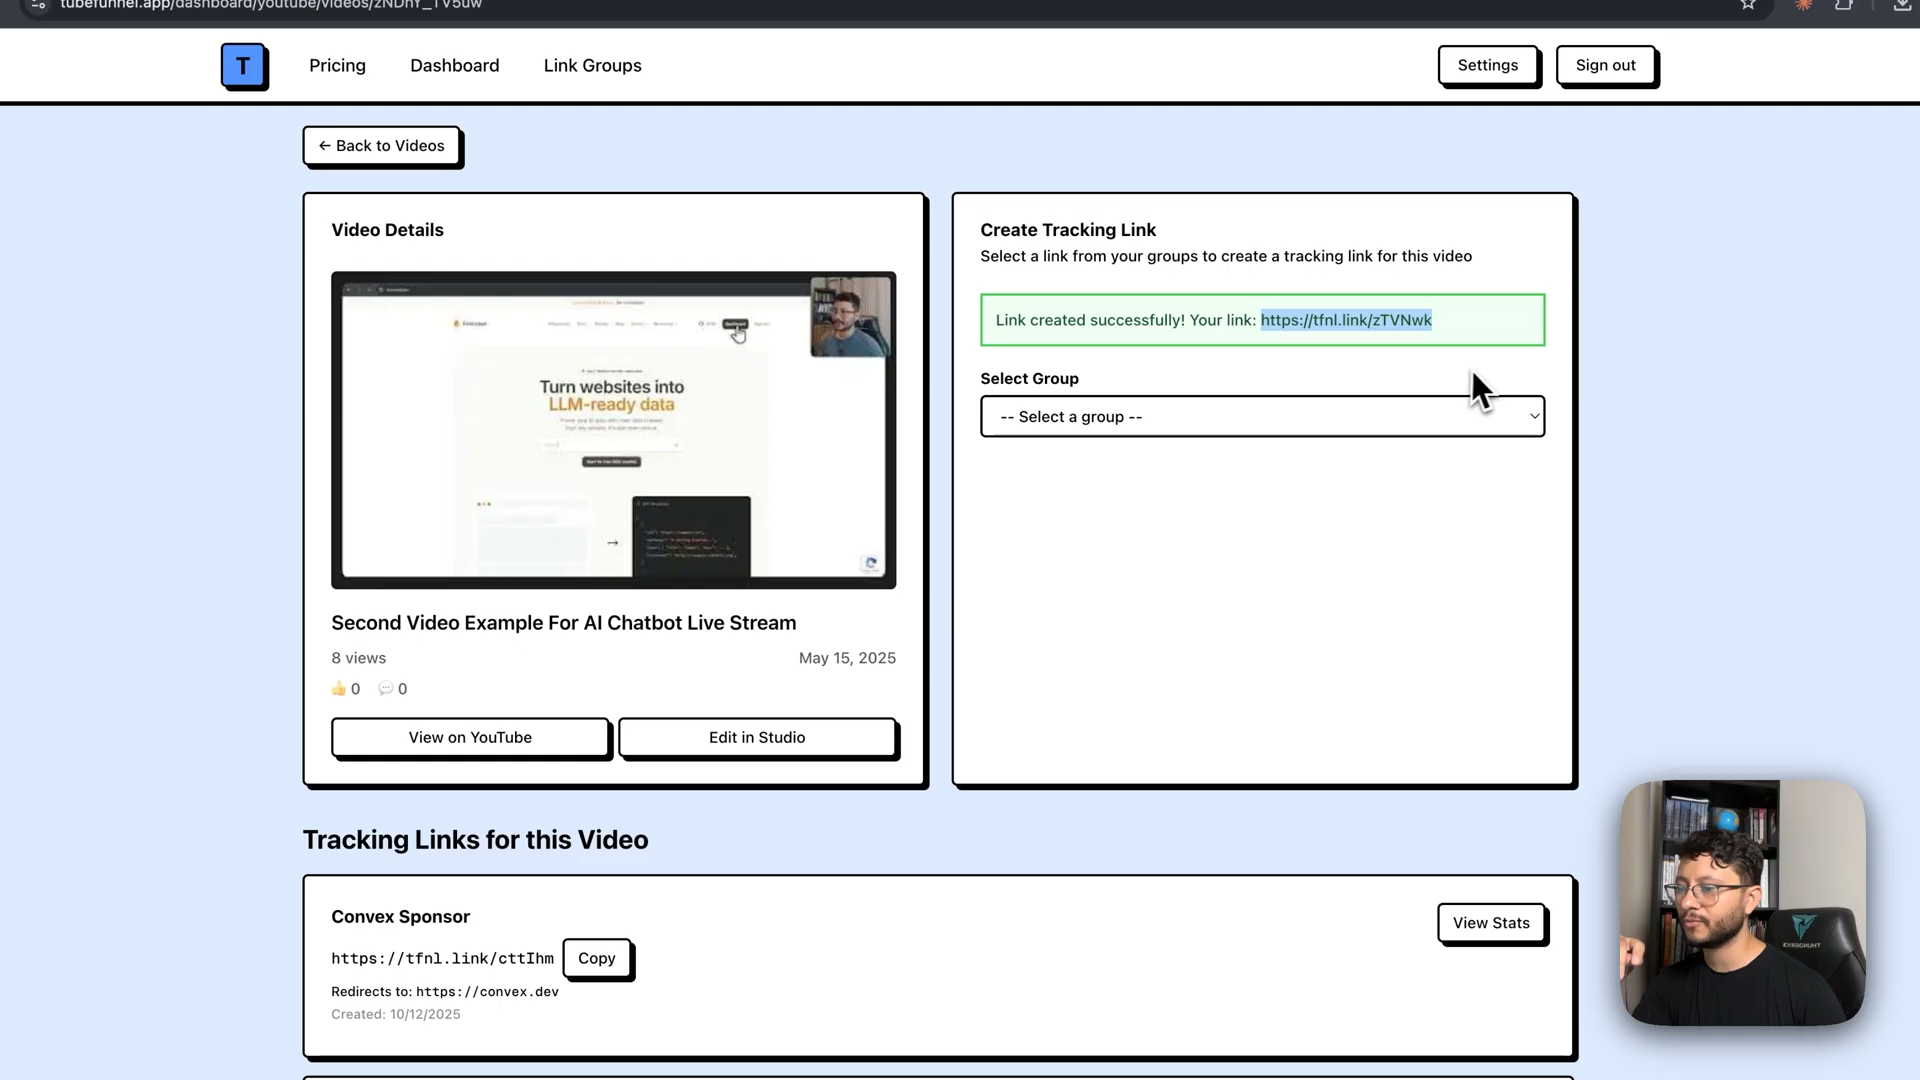 tubefunnel.app/dashboard/youtube/videos/zNDhY_TV5uw
T
Pricing
Dashboard
Link Groups
Settings
Sign out
← Back to Videos
Video Details
Turn websites into
LLM-ready data
Second Video Example For AI Chatbot Live Stream
8 views
May 15, 2025
👍 0
💬 0
View on YouTube
Edit in Studio
Create Tracking Link
Select a link from your groups to create a tracking link for this video
Link created successfully! Your link: https://tfnl.link/zTVNwk
Select Group
-- Select a group --
Tracking Links for this Video
Convex Sponsor
View Stats
https://tfnl.link/cttIhm
Copy
Redirects to: https://convex.dev
Created: 10/12/2025